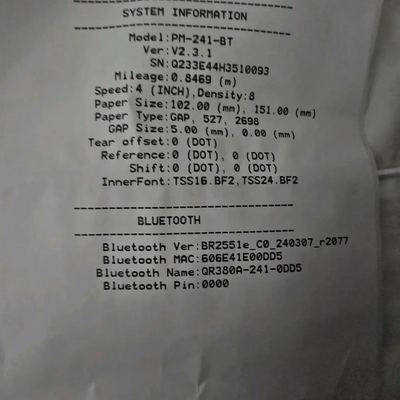 --------------------------------
SYSTEM INFORMATION
--------------------------------
Model:PM-241-BT
Ver:V2.3.1
SN:Q233E44H3510093
Mileage:0.8469 (m)
Speed:4 (INCH),Density:8
Paper Size:102.00 (mm), 151.00 (mm)
Paper Type:GAP, 527, 2698
GAP Size:5.00 (mm), 0.00 (mm)
Tear offset:0 (DOT)
Reference:0 (DOT), 0 (DOT)
Shift:0 (DOT), 0 (DOT)
InnerFont:TSS16.BF2,TSS24.BF2
--------------------------------
BLUETOOTH
--------------------------------
Bluetooth Ver:BR2551e_C0_240307_r2077
Bluetooth MAC:606E41E00DD5
Bluetooth Name:QR380A-241-0DD5
Bluetooth Pin:0000